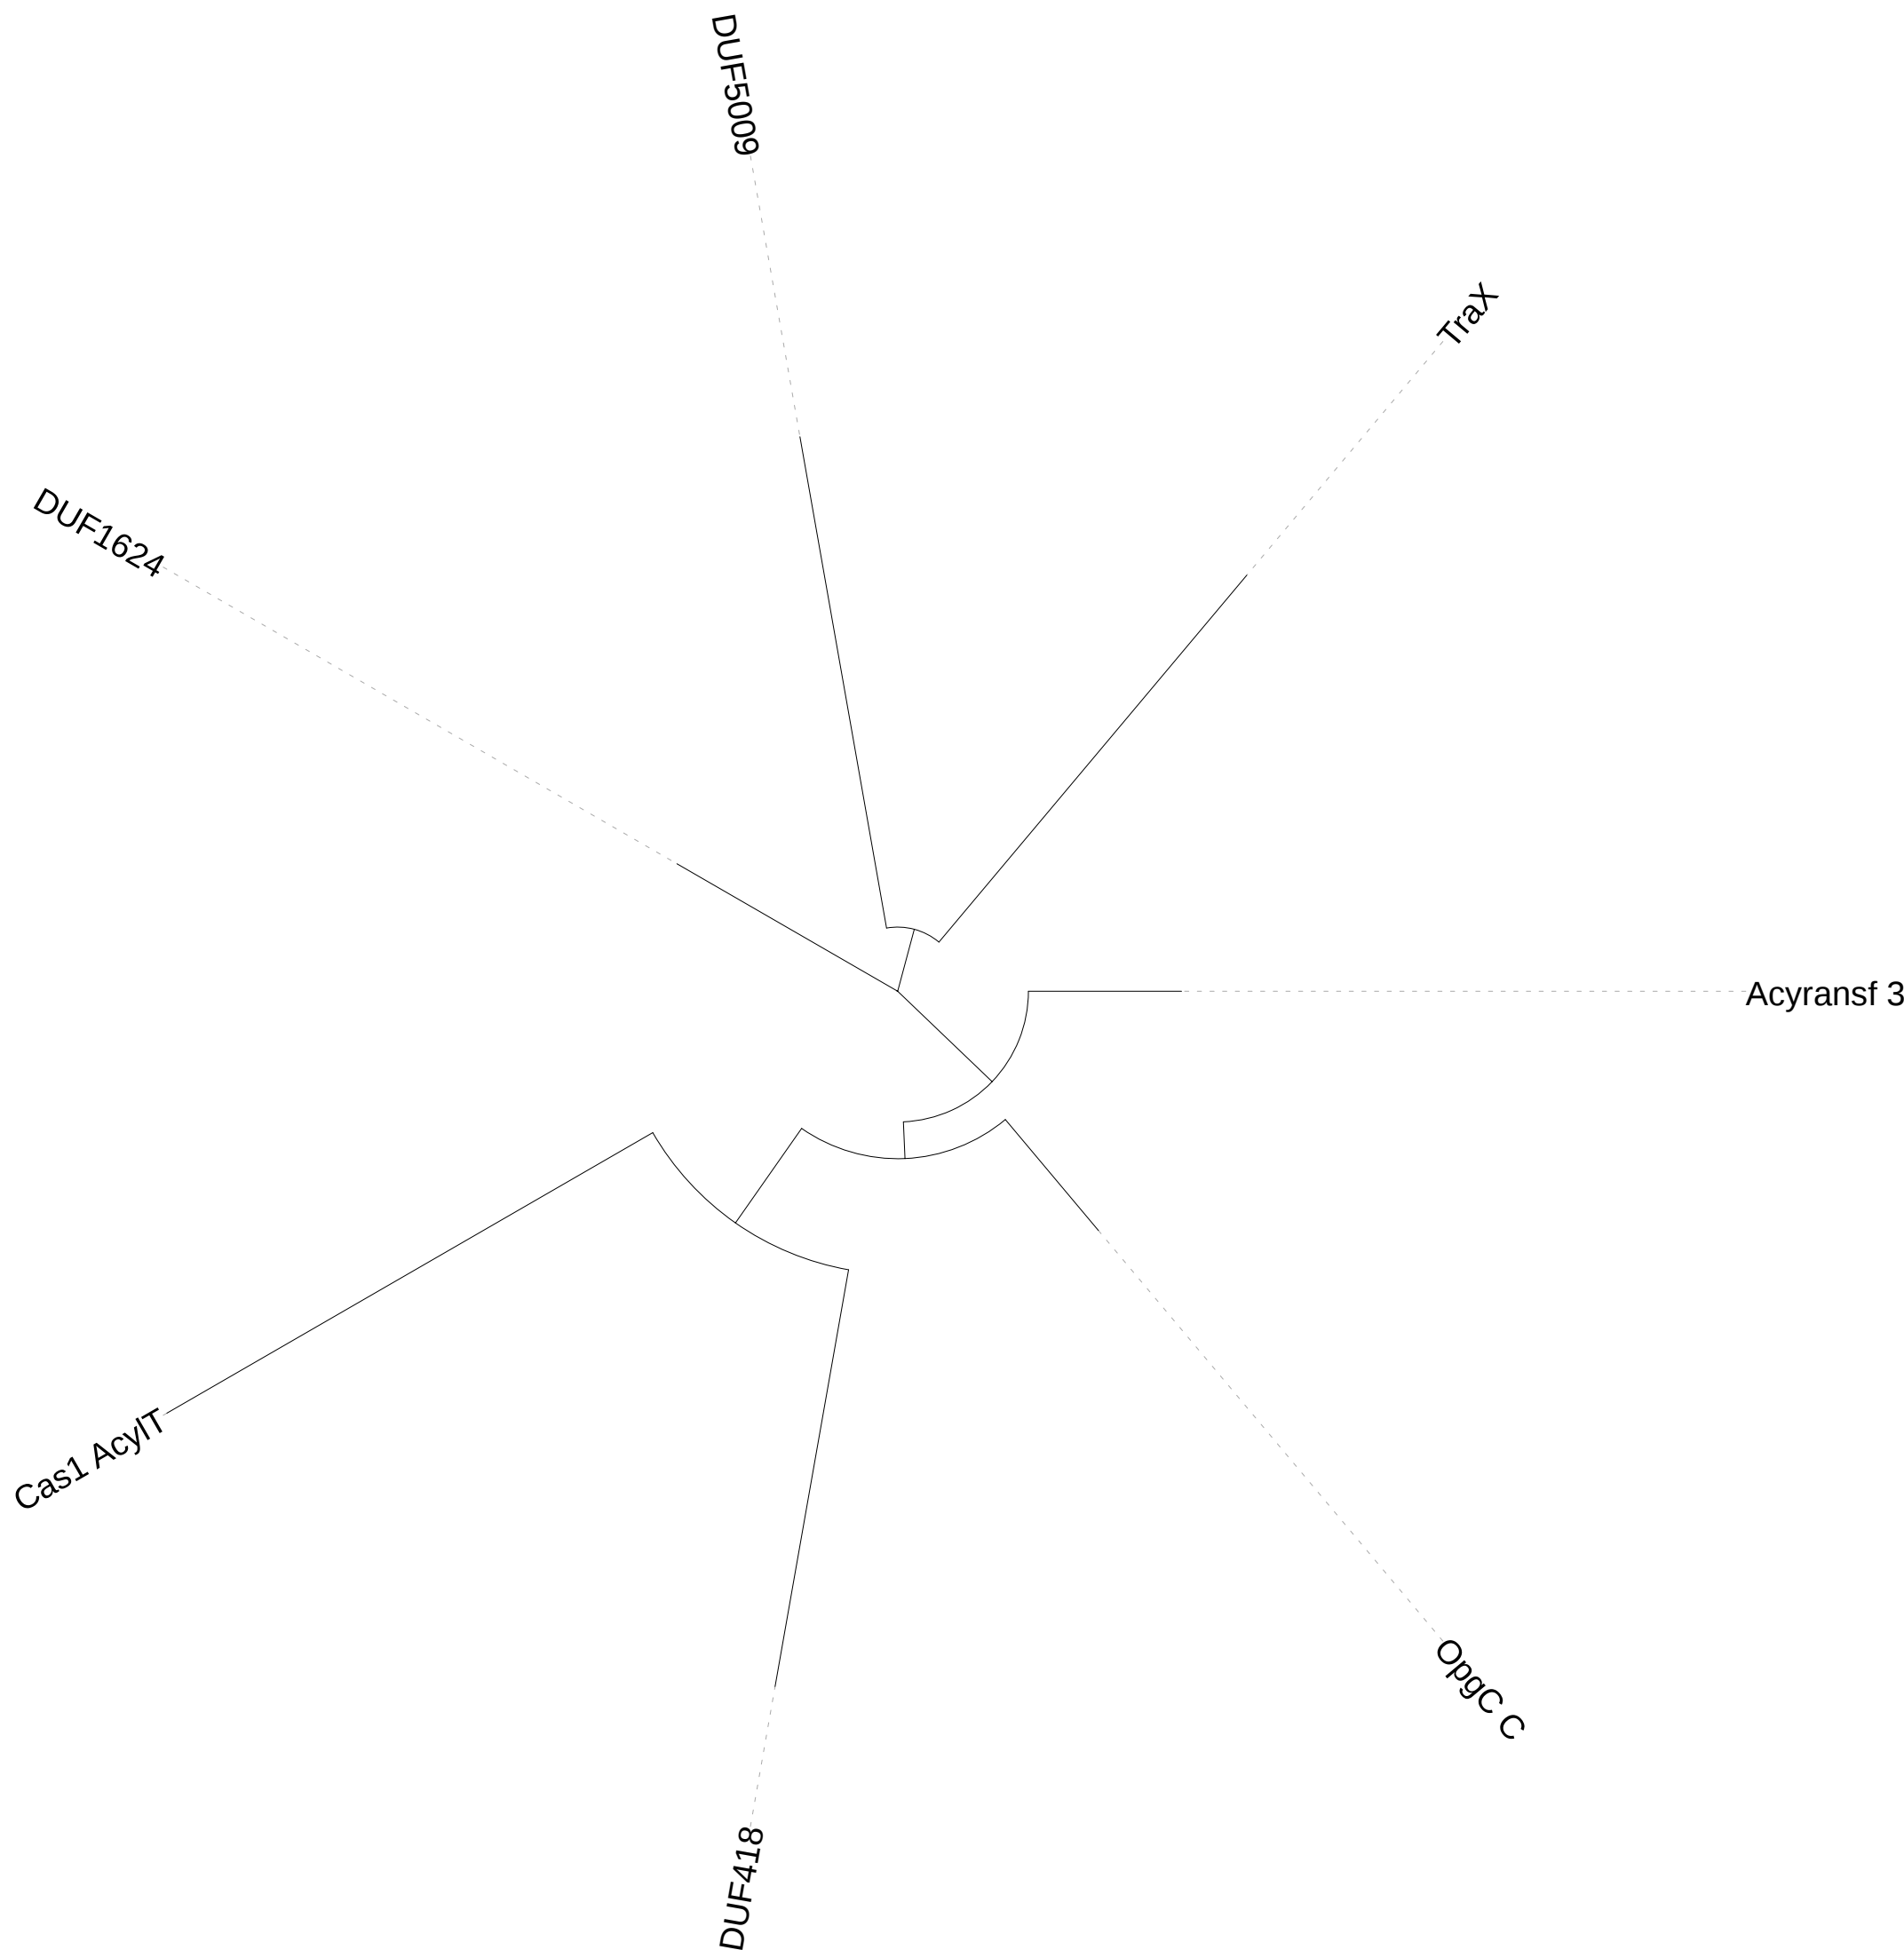 DUF5009
TraX
DUF1624
Acyransf 3
Cas1 AcylT
OpgC C
DUF418